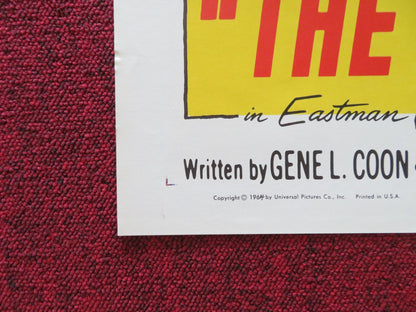 "THE
in Eastman
Written by GENE L. COON
Copyright © 1964 by Universal Pictures Co., Inc. Printed in U.S.A.